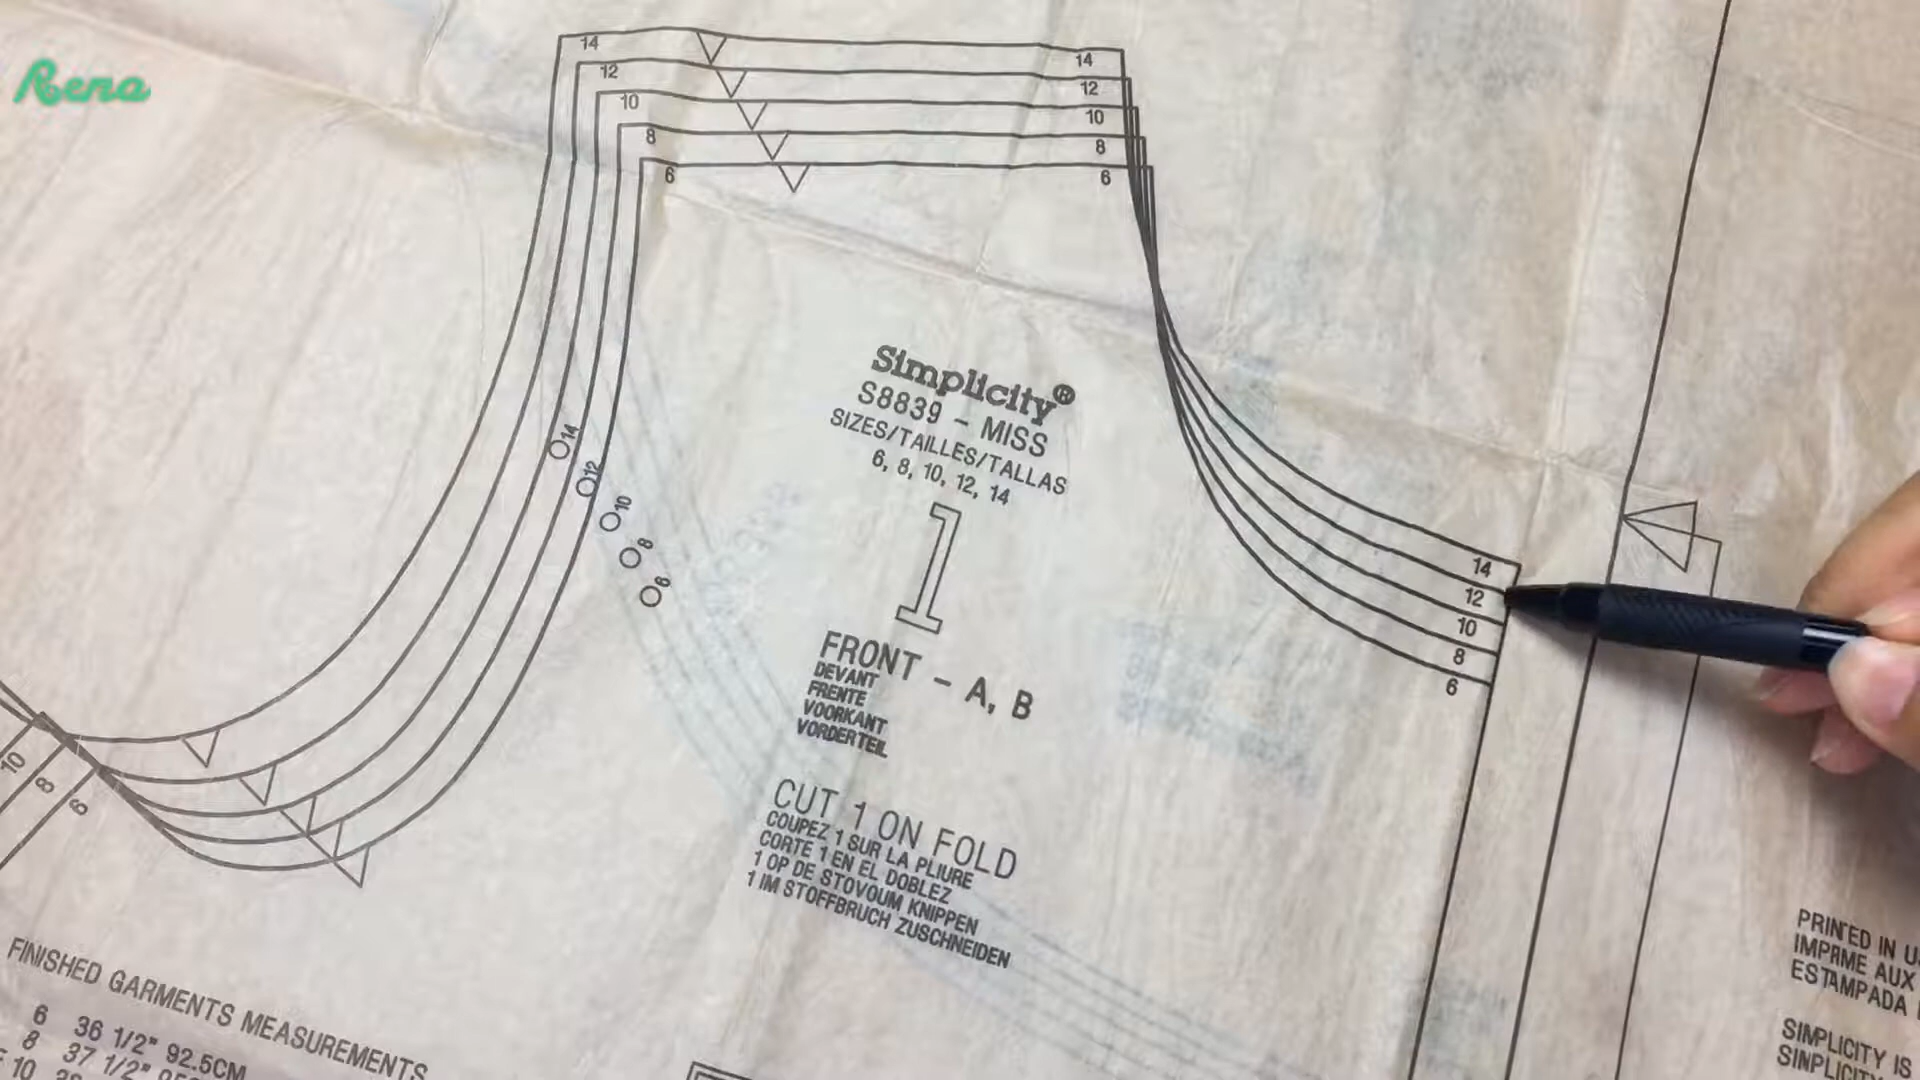 Rena
14
12
10
8
6
14
12
10
8
6
Simplicity®
S8839 - MISS
SIZES/TAILLES/TALLAS
6, 8, 10, 12, 14
1
14
12
10
8
6
FRONT - A, B
DEVANT
FRENTE
VOORKANT
VORDERTEIL
14
12
10
8
6
CUT 1 ON FOLD
COUPEZ 1 SUR LA PLIURE
CORTE 1 EN EL DOBLEZ
1 OP DE STOVOUM KNIPPEN
1 IM STOFFBRUCH ZUSCHNEIDEN
10
8
6
FINISHED GARMENTS MEASUREMENTS
6 36 1/2" 92.5CM
8 37 1/2"
10
PRINTED IN
IMPRME AUX
ESTAMPADA
SIMPLICITY IS